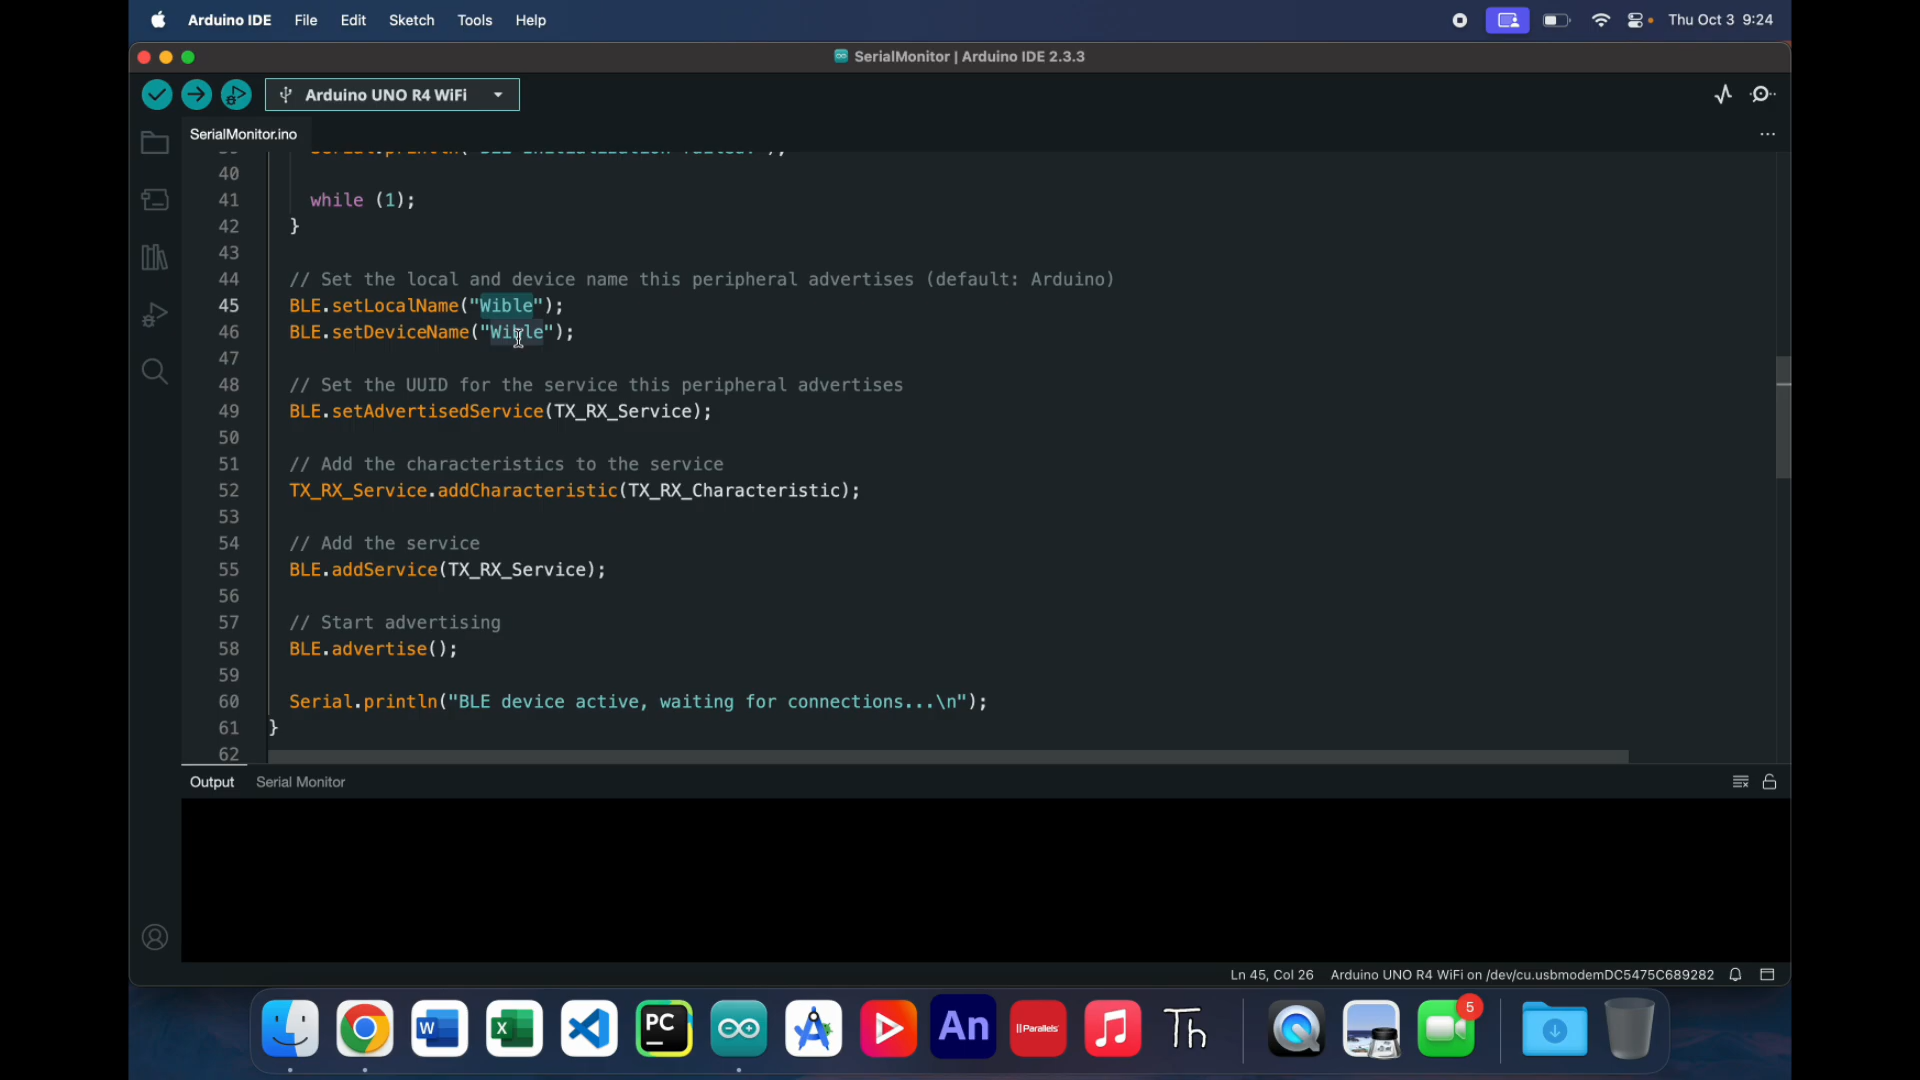 Arduino IDE File Edit Sketch Tools Help Thu Oct 3 9:24
SerialMonitor | Arduino IDE 2.3.3
Arduino UNO R4 WiFi
SerialMonitor.ino
40
41 while (1);
42 }
43
44 // Set the local and device name this peripheral advertises (default: Arduino)
45 BLE.setLocalName("Wible");
46 BLE.setDeviceName("Wible");
47
48 // Set the UUID for the service this peripheral advertises
49 BLE.setAdvertisedService(TX_RX_Service);
50
51 // Add the characteristics to the service
52 TX_RX_Service.addCharacteristic(TX_RX_Characteristic);
53
54 // Add the service
55 BLE.addService(TX_RX_Service);
56
57 // Start advertising
58 BLE.advertise();
59
60 Serial.println("BLE device active, waiting for connections...\n");
61 }
62
Output Serial Monitor
Ln 45, Col 26 Arduino UNO R4 WiFi on /dev/cu.usbmodemDC5475C689282
W X PC An Parallels Th 5